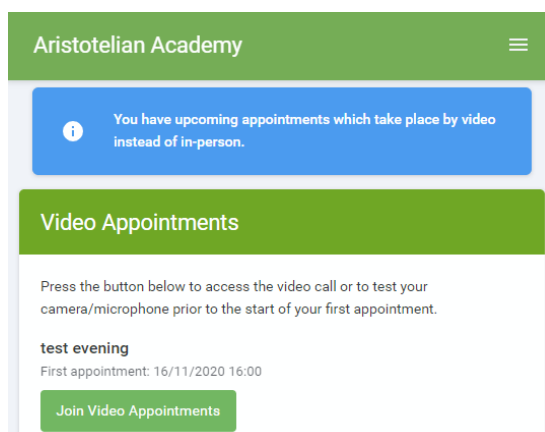 Aristotelian Academy
You have upcoming appointments which take place by video
instead of in-person.
Video Appointments
Press the button below to access the video call or to test your
camera/microphone prior to the start of your first appointment.
test evening
First appointment: 16/11/2020 16:00
Join Video Appointments